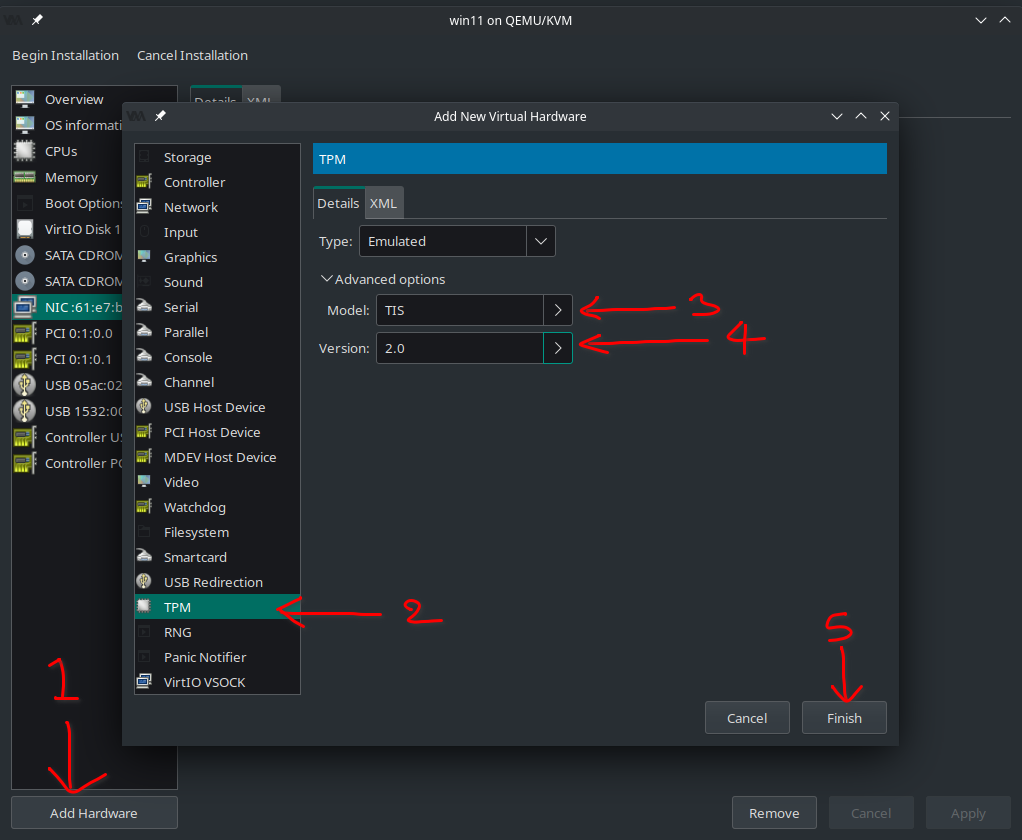 win11 on QEMU/KVM
Begin Installation Cancel Installation
Overview
OS informati
CPUs
Memory
Boot Options
VirtIO Disk 1
SATA CDROM
SATA CDROM
NIC :61:e7:b
PCI 0:1:0.0
PCI 0:1:0.1
USB 05ac:02
USB 1532:00
Controller US
Controller PC
Add Hardware
Details XML
Add New Virtual Hardware
Storage
Controller
Network
Input
Graphics
Sound
Serial
Parallel
Console
Channel
USB Host Device
PCI Host Device
MDEV Host Device
Video
Watchdog
Filesystem
Smartcard
USB Redirection
TPM
RNG
Panic Notifier
VirtIO VSOCK
TPM
Details XML
Type: Emulated
Advanced options
Model: TIS
Version: 2.0
1
2
3
4
5
Cancel Finish
Remove Cancel Apply